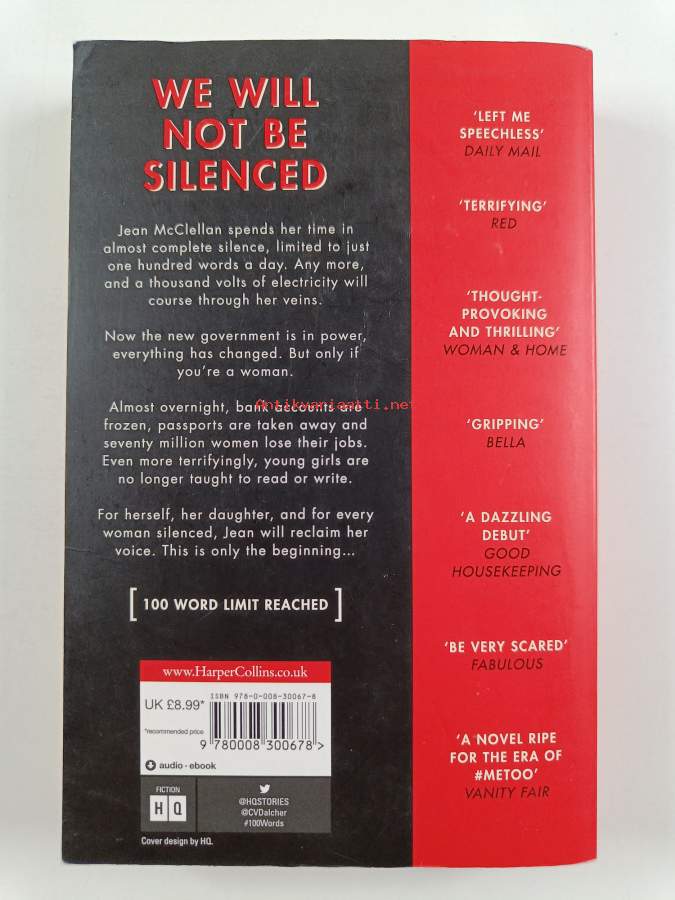 WE WILL
NOT BE
SILENCED
Jean McClellan spends her time in
almost complete silence, limited to just
one hundred words a day. Any more,
and a thousand volts of electricity will
course through her veins.
Now the new government is in power,
everything has changed. But only if
you're a woman.
Almost overnight, bank accounts are
frozen, passports are taken away and
seventy million women lose their jobs.
Even more terrifyingly, young girls are
no longer taught to read or write.
For herself, her daughter, and for every
woman silenced, Jean will reclaim her
voice. This is only the beginning...
[100 WORD LIMIT REACHED]
www.HarperCollins.co.uk
ISBN 978-0-008-30067-8
UK £8.99*
*recommended price
9 780008 300678 >
audio • ebook
FICTION
HQ
@HQSTORIES
@CVDalcher
#100Words
Cover design by HQ.
'LEFT ME
SPEECHLESS'
DAILY MAIL
'TERRIFYING'
RED
'THOUGHT-
PROVOKING
AND THRILLING'
WOMAN & HOME
'GRIPPING'
BELLA
'A DAZZLING
DEBUT'
GOOD
HOUSEKEEPING
'BE VERY SCARED'
FABULOUS
'A NOVEL RIPE
FOR THE ERA OF
#METOO'
VANITY FAIR
Antikvariaatti.net